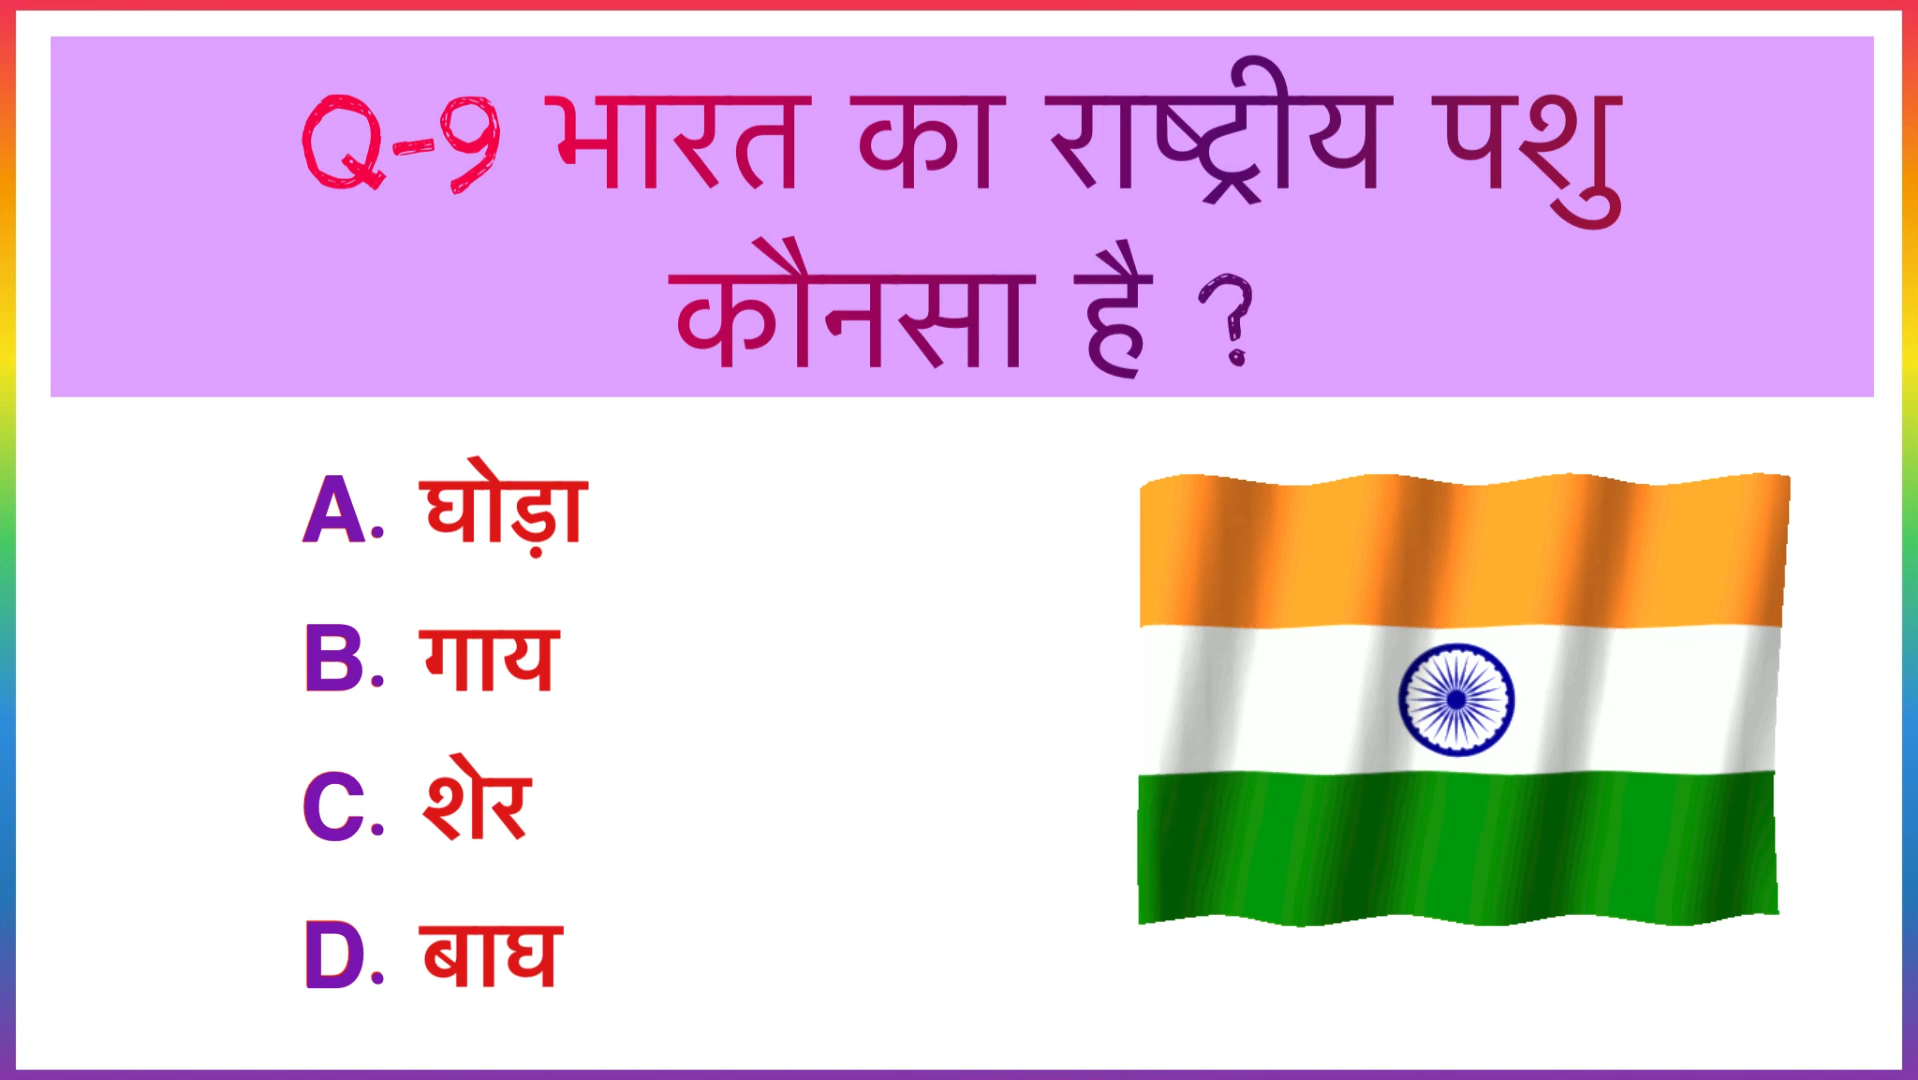 Q-9 भारत का राष्ट्रीय पशु
कौनसा है ?
A. घोड़ा
B. गाय
C. शेर
D. बाघ